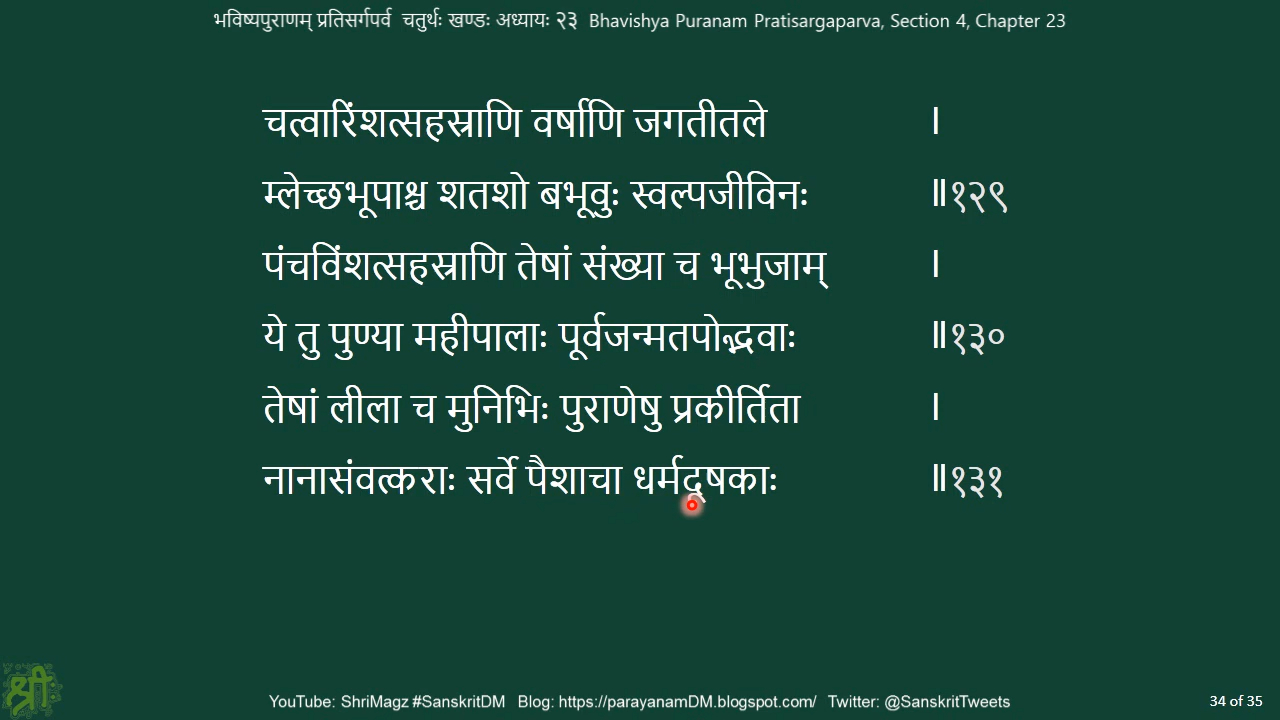 भविष्यपुराणम् प्रतिसर्गपर्व चतुर्थः खण्डः अध्यायः २३ Bhavishya Puranam Pratisargaparva, Section 4, Chapter 23
चत्वारिंशत्सहस्राणि वर्षाणि जगतीतले ।
म्लेच्छभूपाश्च शतशो बभूवुः स्वल्पजीविनः ॥१२९
पंचविंशत्सहस्राणि तेषां संख्या च भूभुजाम् ।
ये तु पुण्या महीपालाः पूर्वजन्मतपोद्भवाः ॥१३०
तेषां लीला च मुनिभिः पुराणेषु प्रकीर्तिता ।
नानासंवत्कराः सर्वे पैशाचा धर्मदूषकाः ॥१३१
श्रीः
YouTube: ShriMagz #SanskritDM Blog: https://parayanamDM.blogspot.com/ Twitter: @SanskritTweets
34 of 35